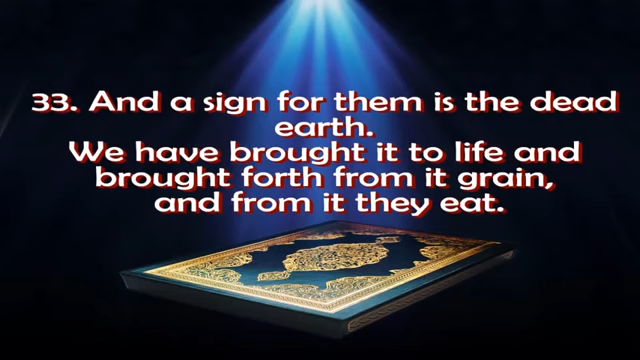 33. And a sign for them is the dead
earth.
We have brought it to life and
brought forth from it grain,
and from it they eat.